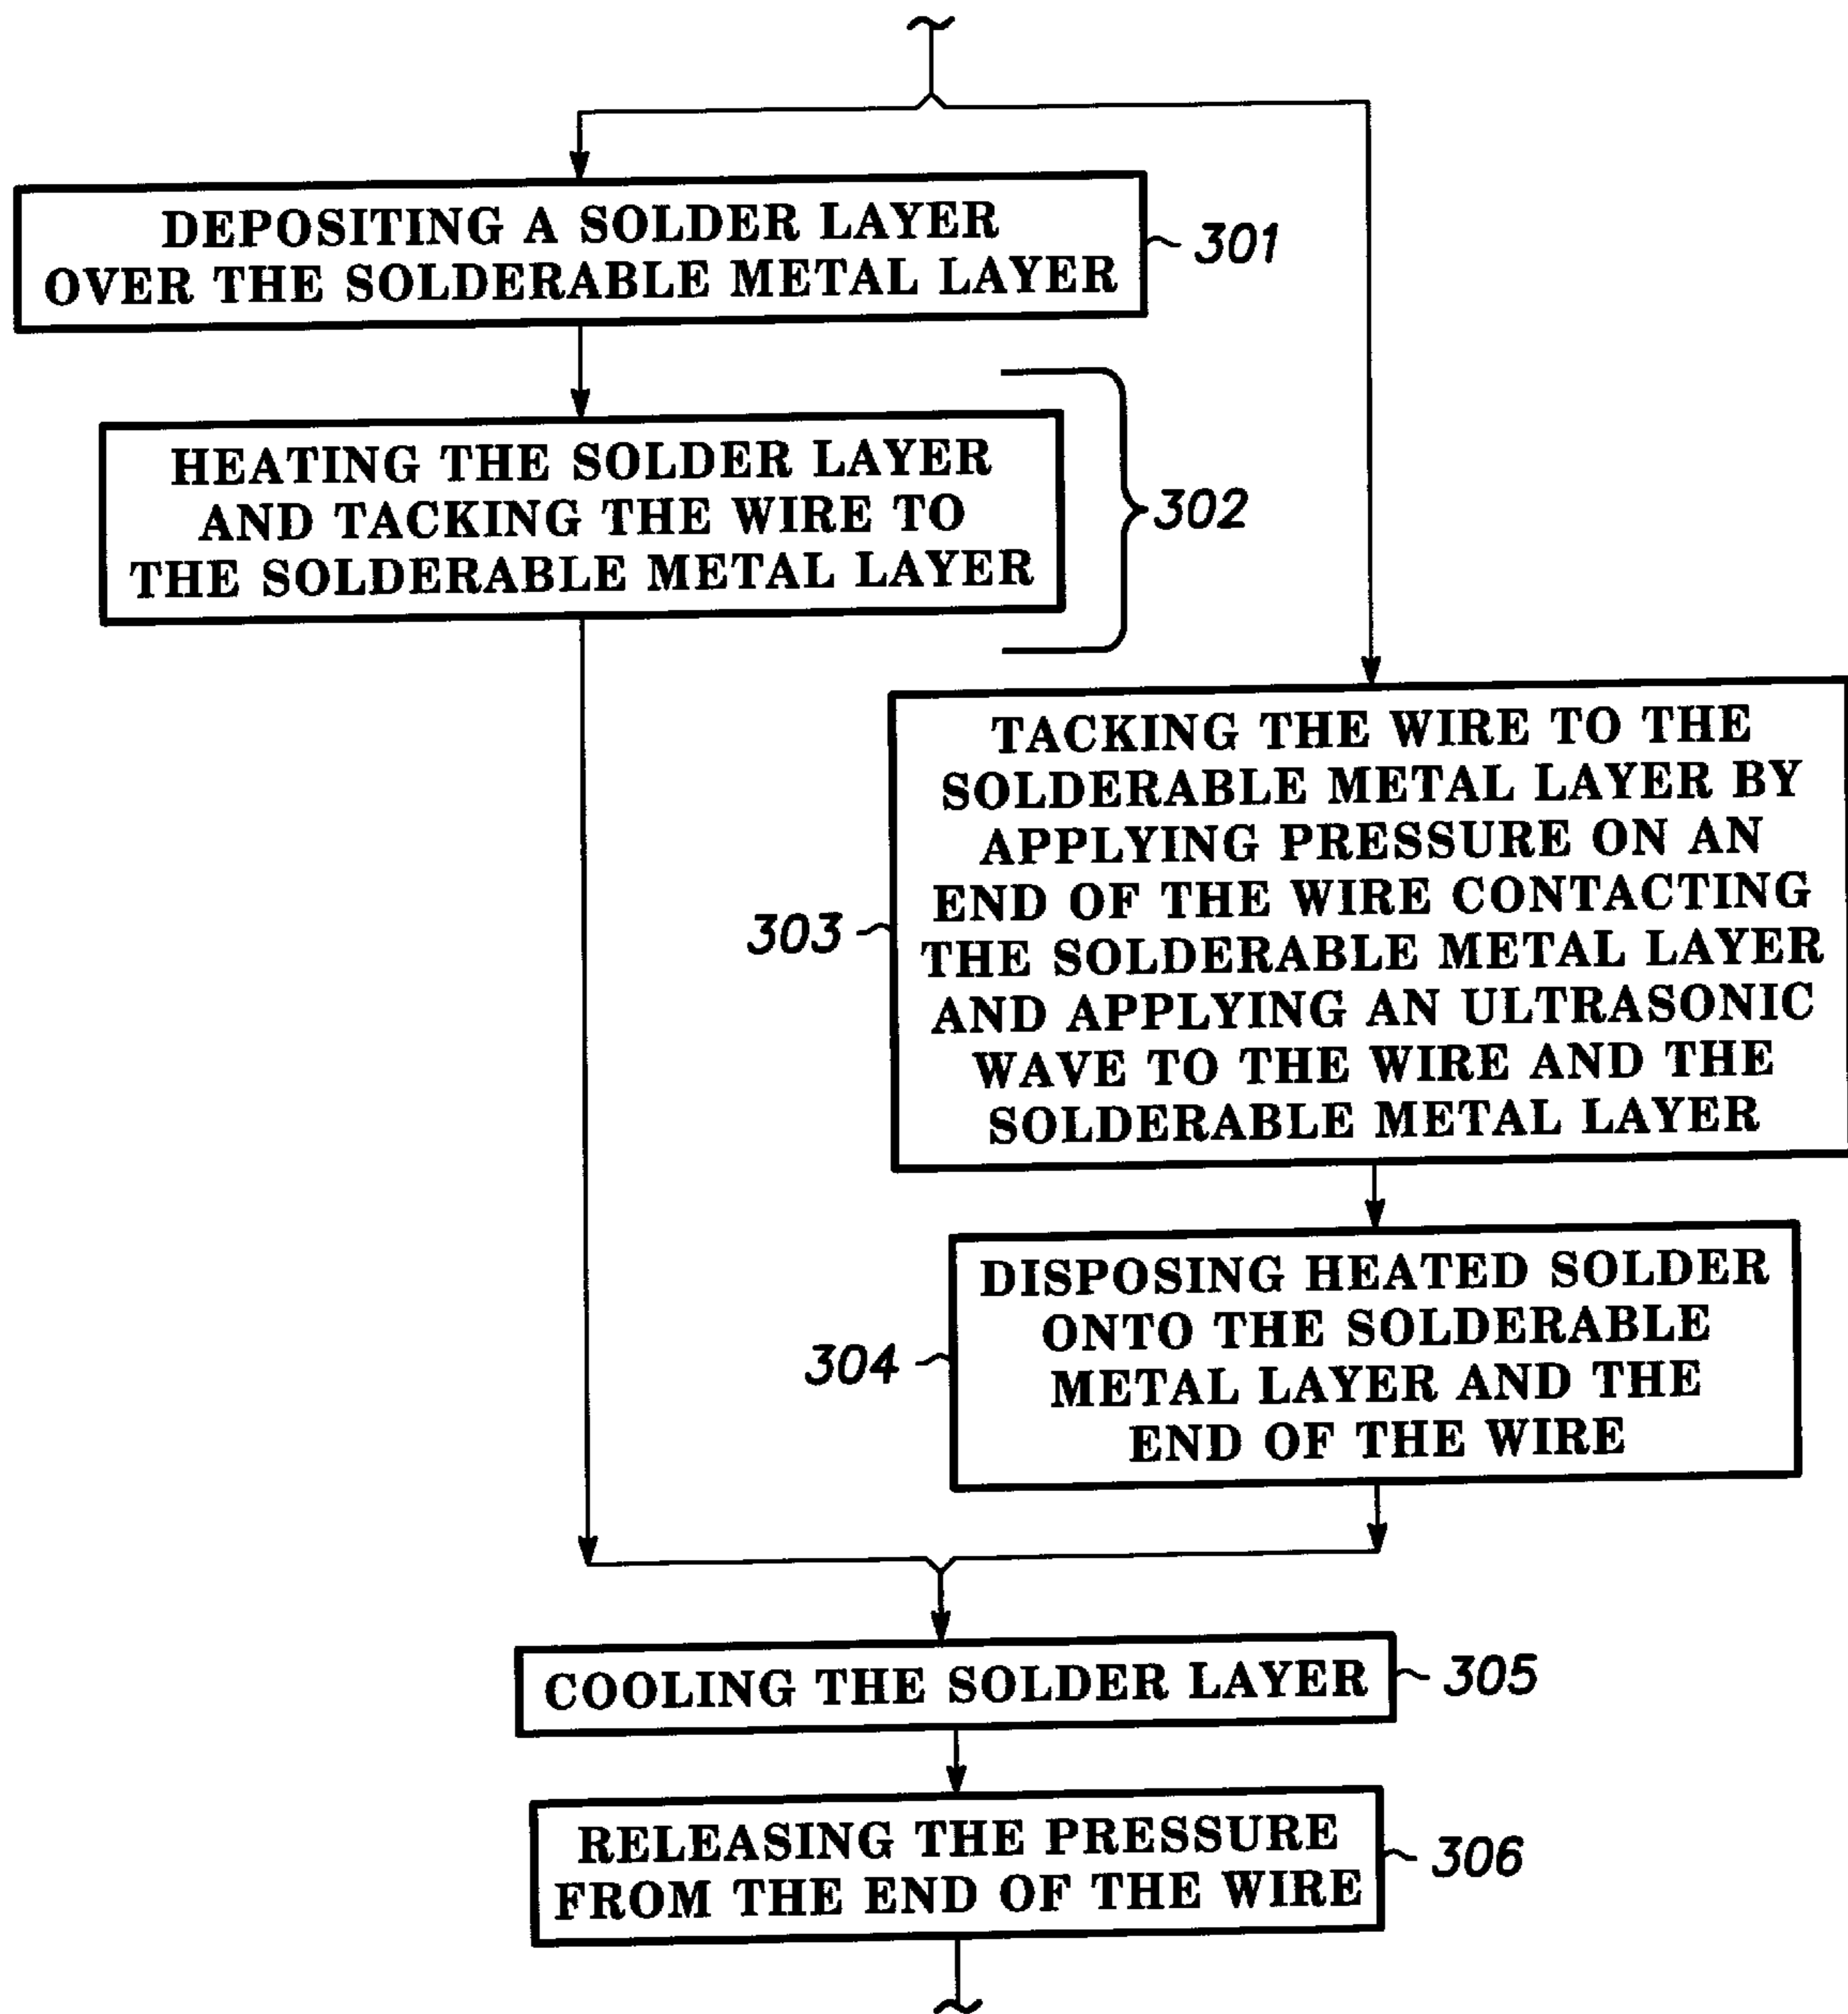 DEPOSITING A SOLDER LAYER
OVER THE SOLDERABLE METAL LAYER
301
HEATING THE SOLDER LAYER
AND TACKING THE WIRE TO
THE SOLDERABLE METAL LAYER
302
TACKING THE WIRE TO THE
SOLDERABLE METAL LAYER BY
APPLYING PRESSURE ON AN
END OF THE WIRE CONTACTING
THE SOLDERABLE METAL LAYER
AND APPLYING AN ULTRASONIC
WAVE TO THE WIRE AND THE
SOLDERABLE METAL LAYER
303
DISPOSING HEATED SOLDER
ONTO THE SOLDERABLE
METAL LAYER AND THE
END OF THE WIRE
304
COOLING THE SOLDER LAYER
305
RELEASING THE PRESSURE
FROM THE END OF THE WIRE
306